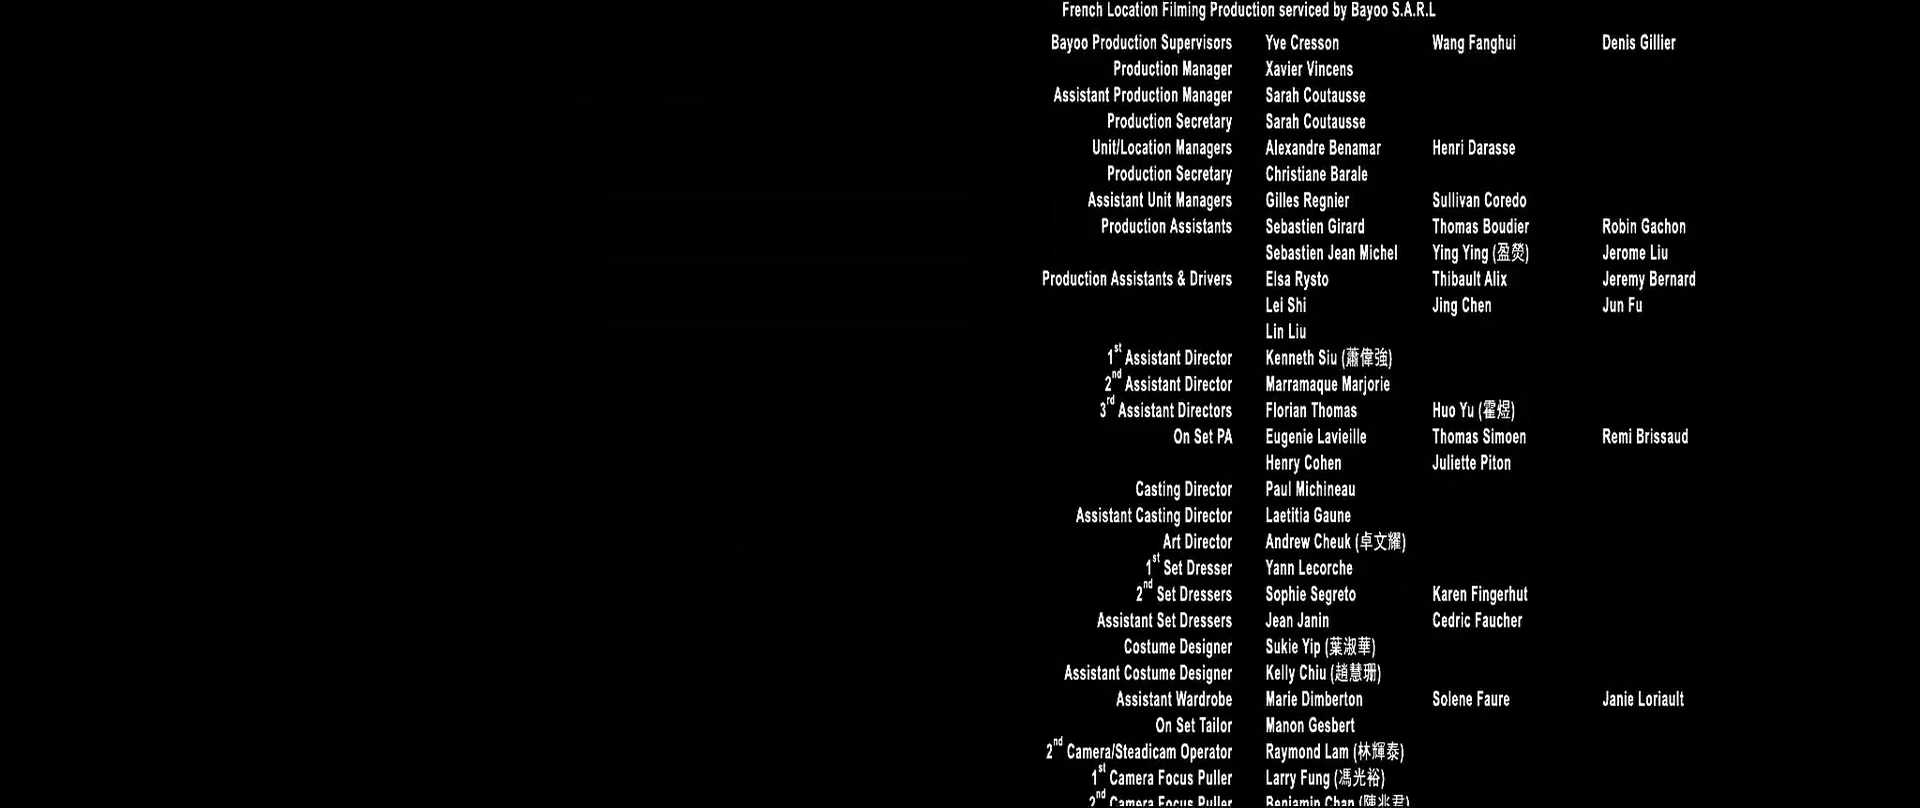 French Location Filming Production serviced by Bayoo S.A.R.L
Bayoo Production Supervisors Yve Cresson Wang Fanghui Denis Gillier
Production Manager Xavier Vincens
Assistant Production Manager Sarah Coutausse
Production Secretary Sarah Coutausse
Unit/Location Managers Alexandre Benamar Henri Darasse
Production Secretary Christiane Barale
Assistant Unit Managers Gilles Regnier Sullivan Coredo
Production Assistants Sebastien Girard Thomas Boudier Robin Gachon
Sebastien Jean Michel Ying Ying (盈熒) Jerome Liu
Production Assistants & Drivers Elsa Rysto Thibault Alix Jeremy Bernard
Lei Shi Jing Chen Jun Fu
Lin Liu
1st Assistant Director Kenneth Siu (蕭偉強)
2nd Assistant Director Marramaque Marjorie
3rd Assistant Directors Florian Thomas Huo Yu (霍煜)
On Set PA Eugenie Lavieille Thomas Simoen Remi Brissaud
Henry Cohen Juliette Piton
Casting Director Paul Michineau
Assistant Casting Director Laetitia Gaune
Art Director Andrew Cheuk (卓文耀)
1st Set Dresser Yann Lecorche
2nd Set Dressers Sophie Segreto Karen Fingerhut
Assistant Set Dressers Jean Janin Cedric Faucher
Costume Designer Sukie Yip (葉淑華)
Assistant Costume Designer Kelly Chiu (趙慧珊)
Assistant Wardrobe Marie Dimberton Solene Faure Janie Loriault
On Set Tailor Manon Gesbert
2nd Camera/Steadicam Operator Raymond Lam (林輝泰)
1st Camera Focus Puller Larry Fung (馮光裕)
2nd Camera Focus Puller Benjamin Chan (陳兆君)